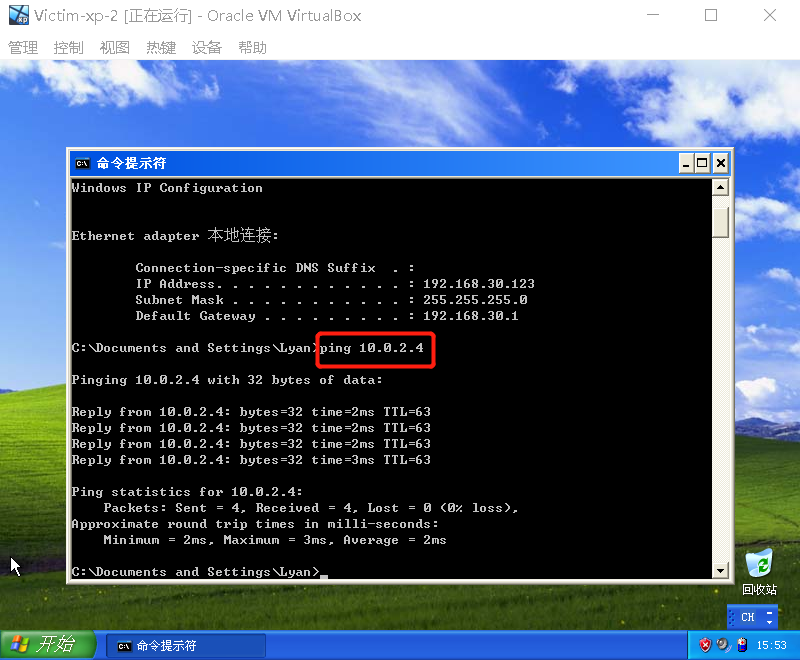 Victim-xp-2 [正在运行] - Oracle VM VirtualBox
管理 控制 视图 热键 设备 帮助
命令提示符
Windows IP Configuration
Ethernet adapter 本地连接:
Connection-specific DNS Suffix . :
IP Address. . . . . . . . . . . . : 192.168.30.123
Subnet Mask . . . . . . . . . . . : 255.255.255.0
Default Gateway . . . . . . . . . : 192.168.30.1
C:\Documents and Settings\Lyan>ping 10.0.2.4
Pinging 10.0.2.4 with 32 bytes of data:
Reply from 10.0.2.4: bytes=32 time=2ms TTL=63
Reply from 10.0.2.4: bytes=32 time=2ms TTL=63
Reply from 10.0.2.4: bytes=32 time=2ms TTL=63
Reply from 10.0.2.4: bytes=32 time=3ms TTL=63
Ping statistics for 10.0.2.4:
Packets: Sent = 4, Received = 4, Lost = 0 (0% loss),
Approximate round trip times in milli-seconds:
Minimum = 2ms, Maximum = 3ms, Average = 2ms
C:\Documents and Settings\Lyan>_
回收站
CH
开始 命令提示符 15:53